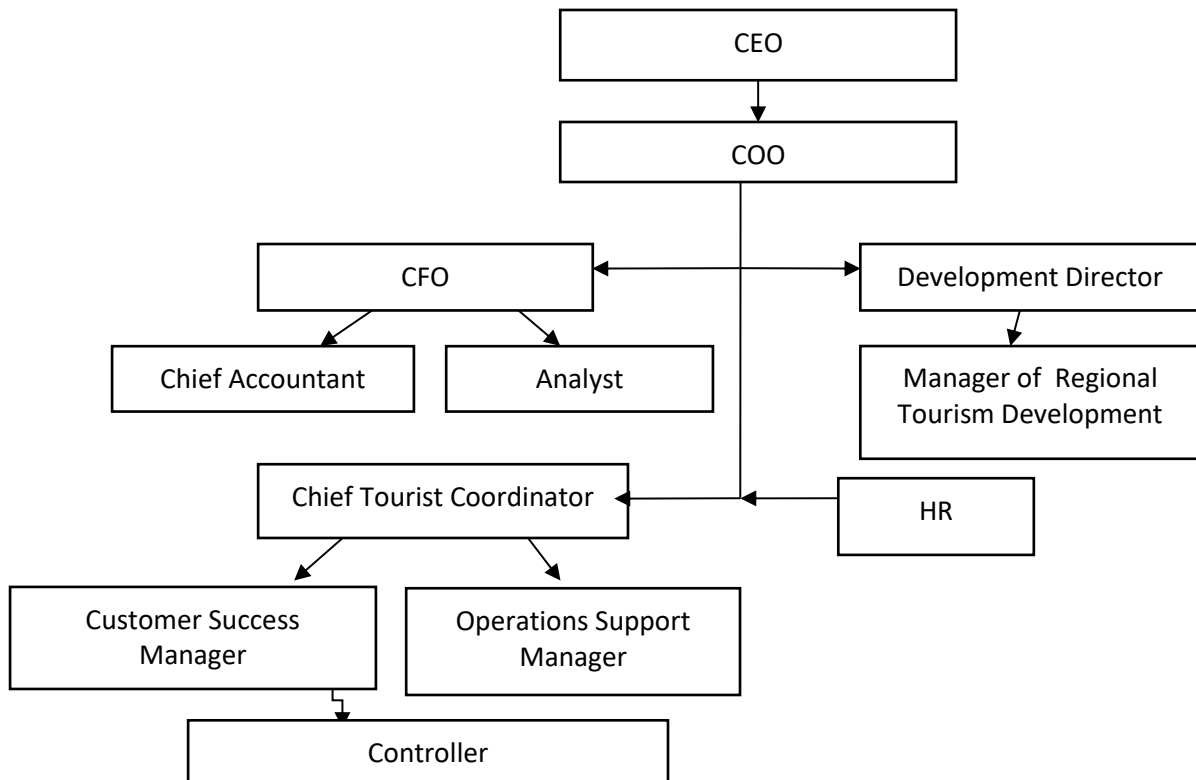 CEO
COO
CFO
Development Director
Chief Accountant
Analyst
Manager of  Regional
Tourism Development
Chief Tourist Coordinator
HR
Customer Success
Manager
Operations Support
Manager
Controller